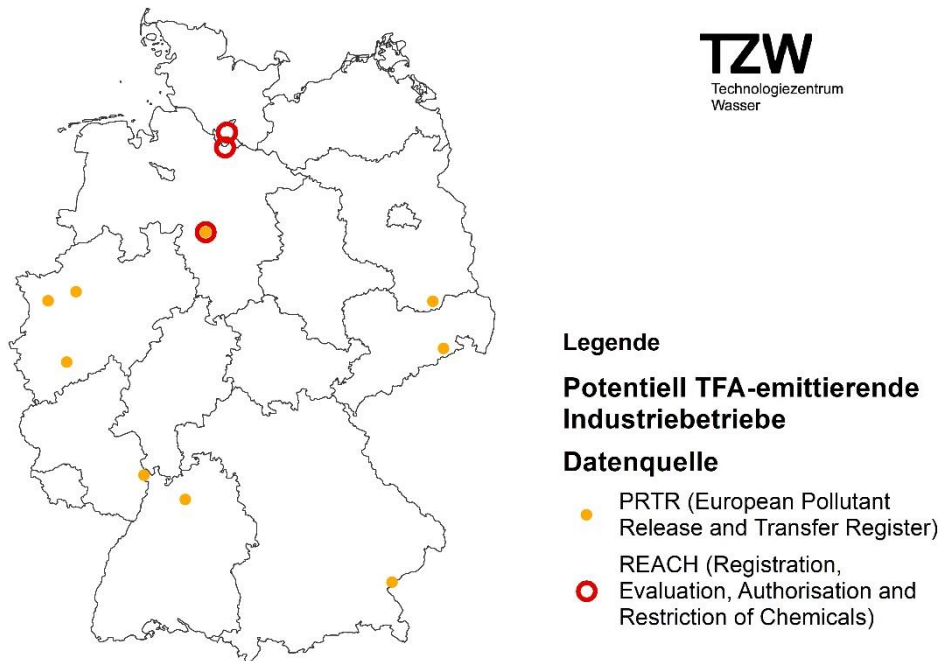 TZW
Technologiezentrum
Wasser
Legende
Potentiell TFA-emittierende
Industriebetriebe
Datenquelle
PRTR (European Pollutant
Release and Transfer Register)
REACH (Registration,
Evaluation, Authorisation and
Restriction of Chemicals)